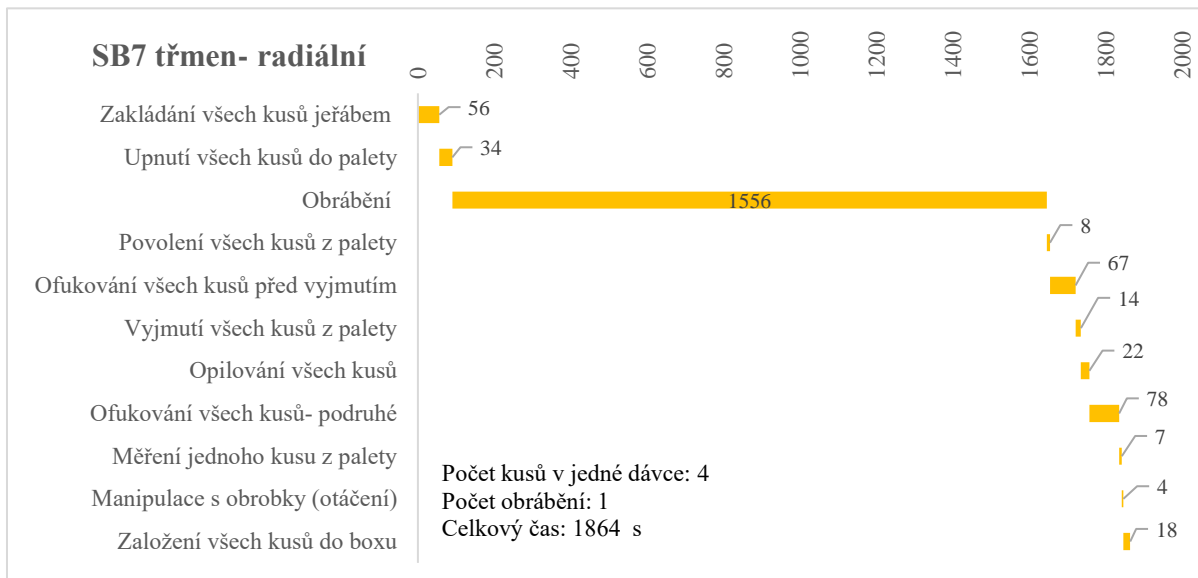 SB7 třmen- radiální
0
200
400
600
800
1000
1200
1400
1600
1800
2000
Zakládání všech kusů jeřábem 56
Upnutí všech kusů do palety 34
Obrábění 1556
Povolení všech kusů z palety 8
Ofukování všech kusů před vyjmutím 67
Vyjmutí všech kusů z palety 14
Opilování všech kusů 22
Ofukování všech kusů- podruhé 78
Měření jednoho kusu z palety 7
Manipulace s obrobky (otáčení) 4
Založení všech kusů do boxu 18
Počet kusů v jedné dávce: 4
Počet obrábění: 1
Celkový čas: 1864 s